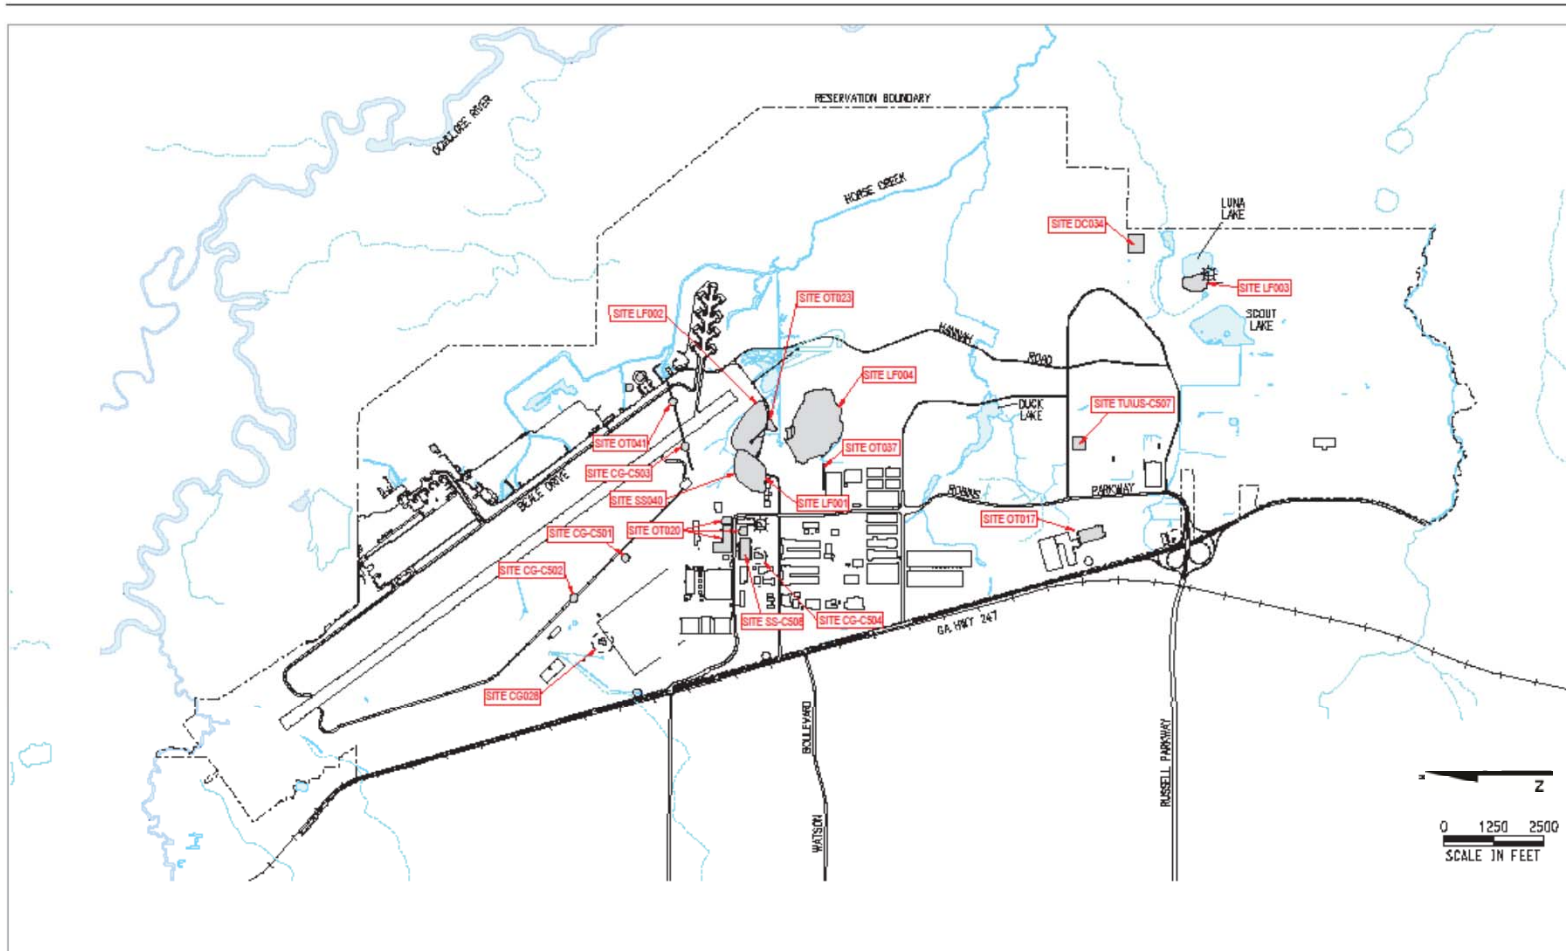 RESERVATION BOUNDARY
OCMULGEE RIVER
HORSE CREEK
LUNA
LAKE
SITE DC034
SITE LF003
SITE OT023
SITE LF002
SCOUT
LAKE
HANNAH
ROAD
SITE LF004
DUCK
LAKE
SITE TU/US-C507
SITE OT041
SITE OT037
SITE CG-C503
BEALE DRIVE
SITE SS040
SITE LF001
ROBINS
PARKWAY
SITE OT017
SITE CG-C501
SITE OT020
SITE CG-C502
SITE SS-C506
SITE CG-C504
GA. HWY 247
SITE CG028
BOULEVARD
WATSON
RUSSELL PARKWAY
Z
0 1250 2500
SCALE IN FEET